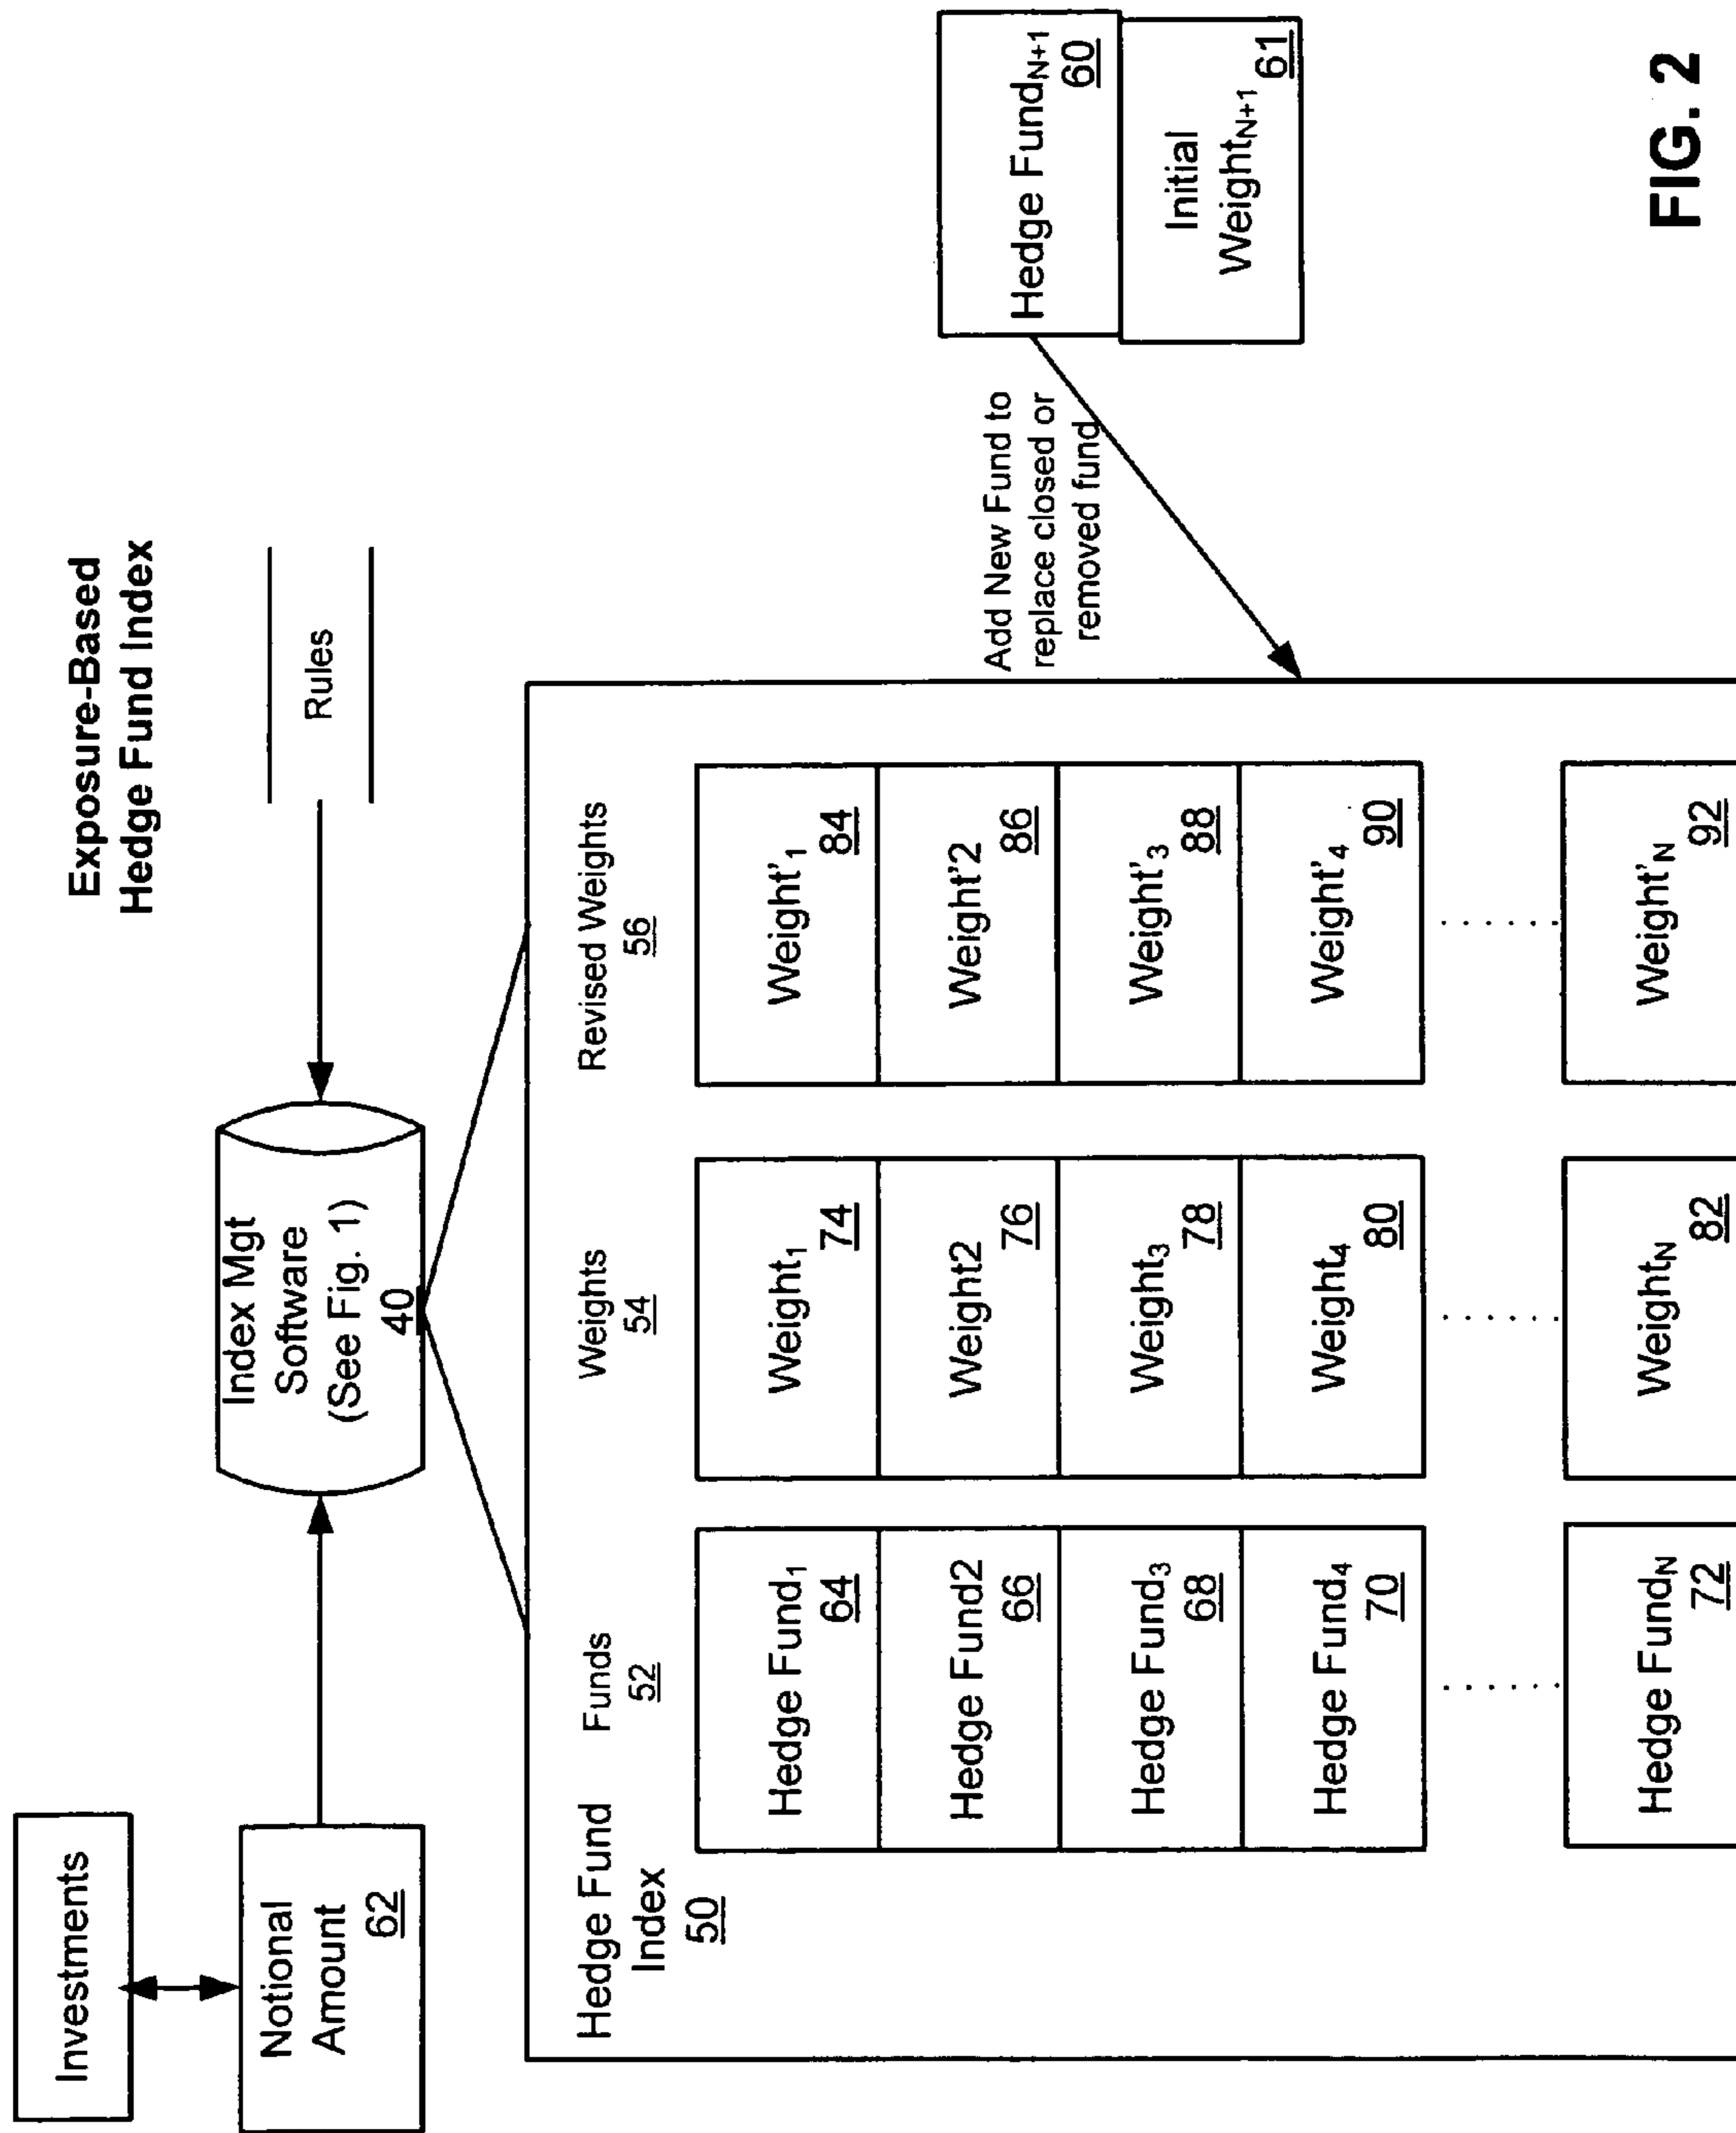 Exposure-Based
Hedge Fund Index
Investments
Notional
Amount
62
Index Mgt
Software
(See Fig. 1)
40
Rules
Hedge Fund
Index
50
Funds
52
Weights
54
Revised Weights
56
Hedge Fund1
64
Weight1
74
Weight'1
84
Hedge Fund2
66
Weight2
76
Weight'2
86
Hedge Fund3
68
Weight3
78
Weight'3
88
Hedge Fund4
70
Weight4
80
Weight'4
90
Hedge FundN
72
WeightN
82
Weight'N
92
Add New Fund to
replace closed or
removed fund
Hedge FundN+1
60
Initial
WeightN+1
61
FIG. 2